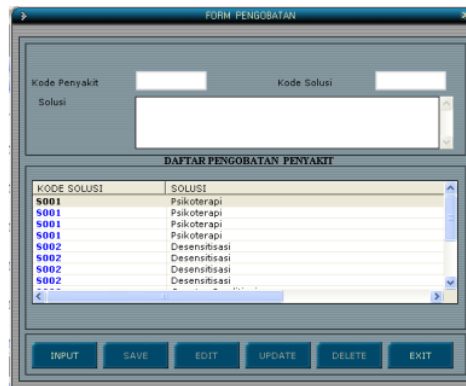 FORM PENGOBATAN
Kode Penyakit Kode Solusi
Solusi
DAFTAR PENGOBATAN PENYAKIT
KODE SOLUSI SOLUSI
S001 Psikoterapi
S001 Psikoterapi
S001 Psikoterapi
S001 Psikoterapi
S002 Desensitisasi
S002 Desensitisasi
S002 Desensitisasi
S002 Desensitisasi
INPUT SAVE EDIT UPDATE DELETE EXIT